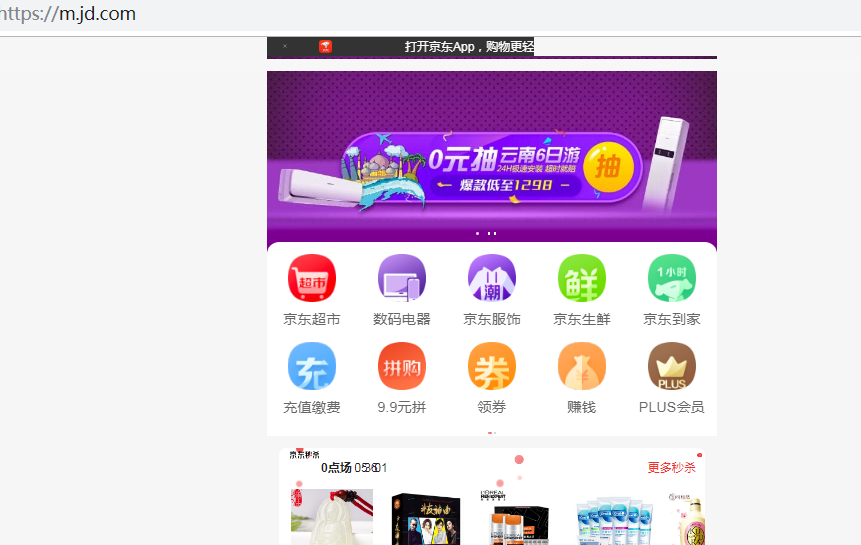 https://m.jd.com
打开京东App，购物更轻
0元抽 云南6日游
24H极速安装 超时就赔
爆款低至1298
抽
超市 潮 鲜 1小时
京东超市 数码电器 京东服饰 京东生鲜 京东到家
充 拼购 券 PLUS
充值缴费 9.9元拼 领券 赚钱 PLUS会员
京东秒杀
0点场
更多秒杀
L'OREAL
MEN EXPERT